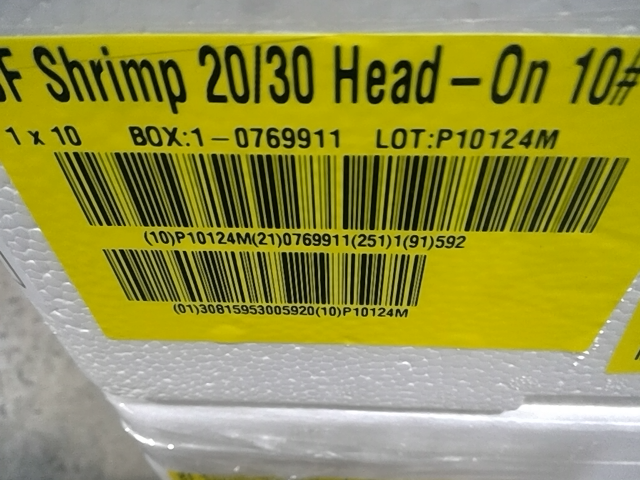 Shrimp 20/30 Head-On 10#
1 x 10 BOX:1-0769911 LOT:P10124M
(10)P10124M(21)0769911(251)1(91)592
(01)30815953005920(10)P10124M